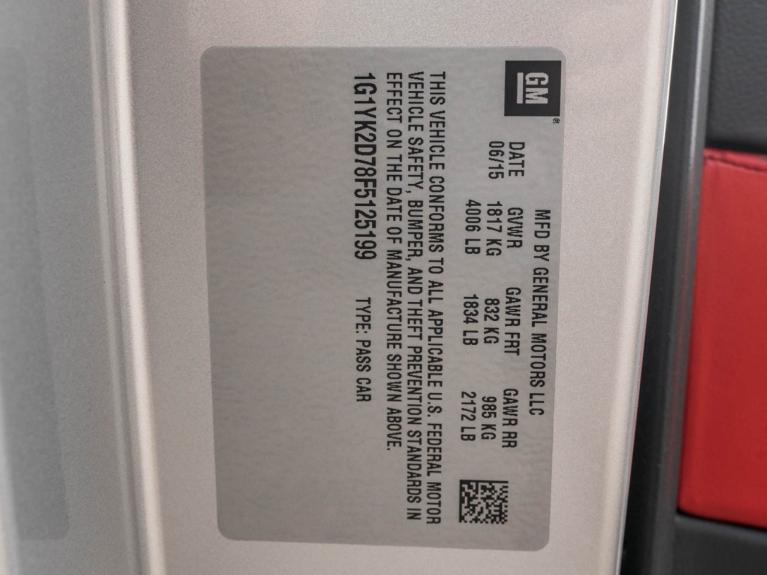 GM
MFD BY GENERAL MOTORS LLC
DATE GVWR GAWR FRT GAWR RR
06/15 1817 KG 832 KG 985 KG
4006 LB 1834 LB 2172 LB
THIS VEHICLE CONFORMS TO ALL APPLICABLE U.S. FEDERAL MOTOR
VEHICLE SAFETY, BUMPER, AND THEFT PREVENTION STANDARDS IN
EFFECT ON THE DATE OF MANUFACTURE SHOWN ABOVE.
1G1YK2D78F5125199 TYPE: PASS CAR